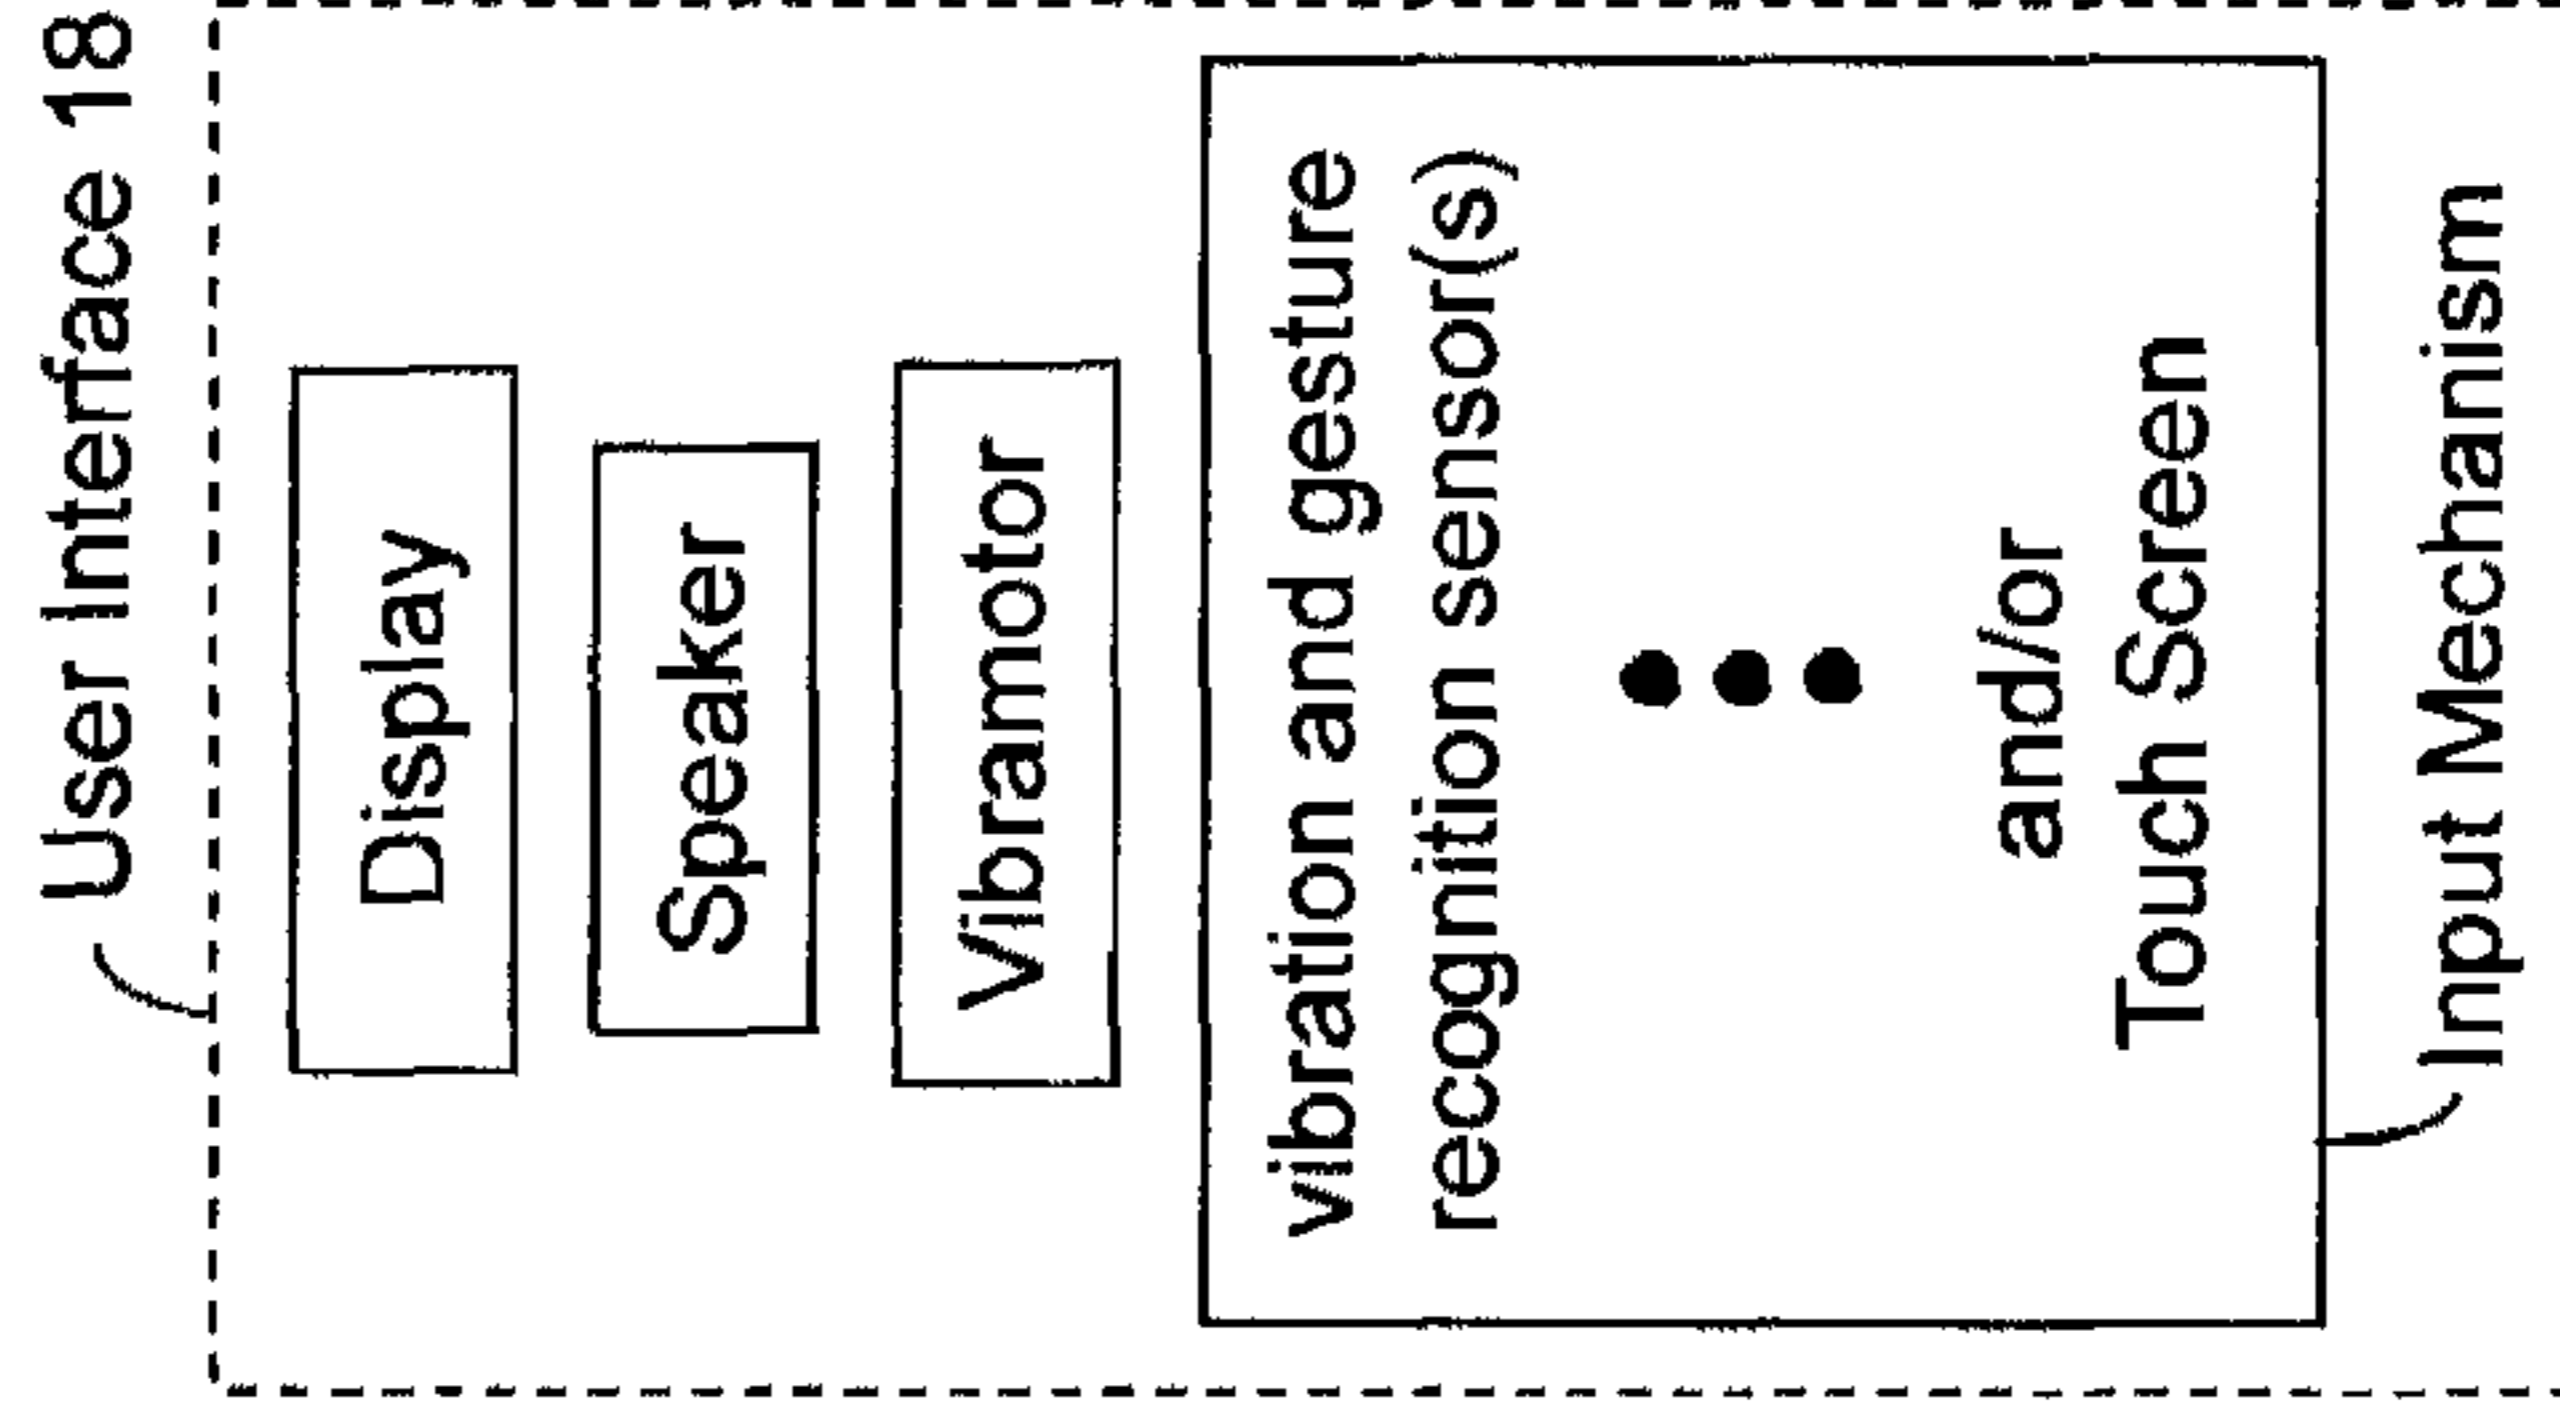 User Interface 18
Display
Speaker
Vibramotor
vibration and gesture
recognition sensor(s)
and/or
Touch Screen
Input Mechanism